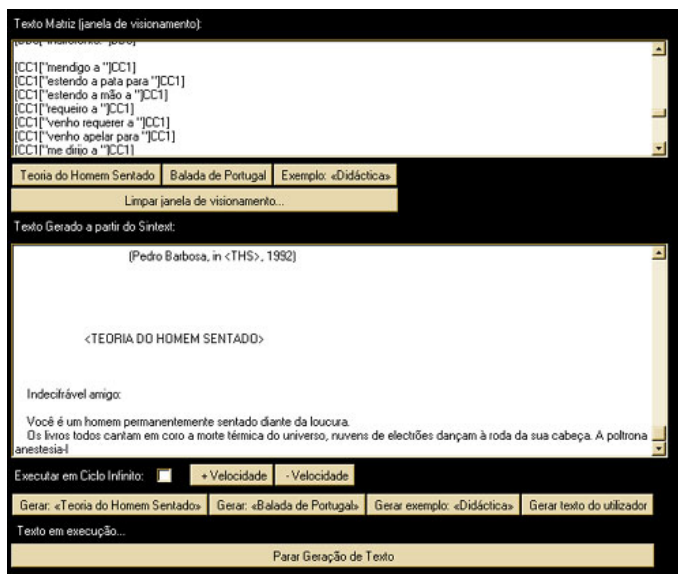 Texto Matriz (janela de visionamento):
[CC1["mendigo a "]CC1]
[CC1["estendo a pata para "]CC1]
[CC1["estendo a mão a "]CC1]
[CC1["requeiro a "]CC1]
[CC1["venho requerer a "]CC1]
[CC1["venho apelar para "]CC1]
[CC1["me dirijo a "]CC1]
Teoria do Homem Sentado Balada de Portugal Exemplo: «Didáctica»
Limpar janela de visionamento...
Texto Gerado a partir do Sintext:
(Pedro Barbosa, in <THS>, 1992)
<TEORIA DO HOMEM SENTADO>
Indecifrável amigo:
Você é um homem permanentemente sentado diante da loucura.
Os livros todos cantam em coro a morte térmica do universo, nuvens de electrões dançam à roda da sua cabeça. A poltrona
anestesia-l
Executar em Ciclo Infinito: + Velocidade - Velocidade
Gerar: «Teoria do Homem Sentado» Gerar: «Balada de Portugal» Gerar exemplo: «Didáctica» Gerar texto do utilizador
Texto em execução...
Parar Geração de Texto